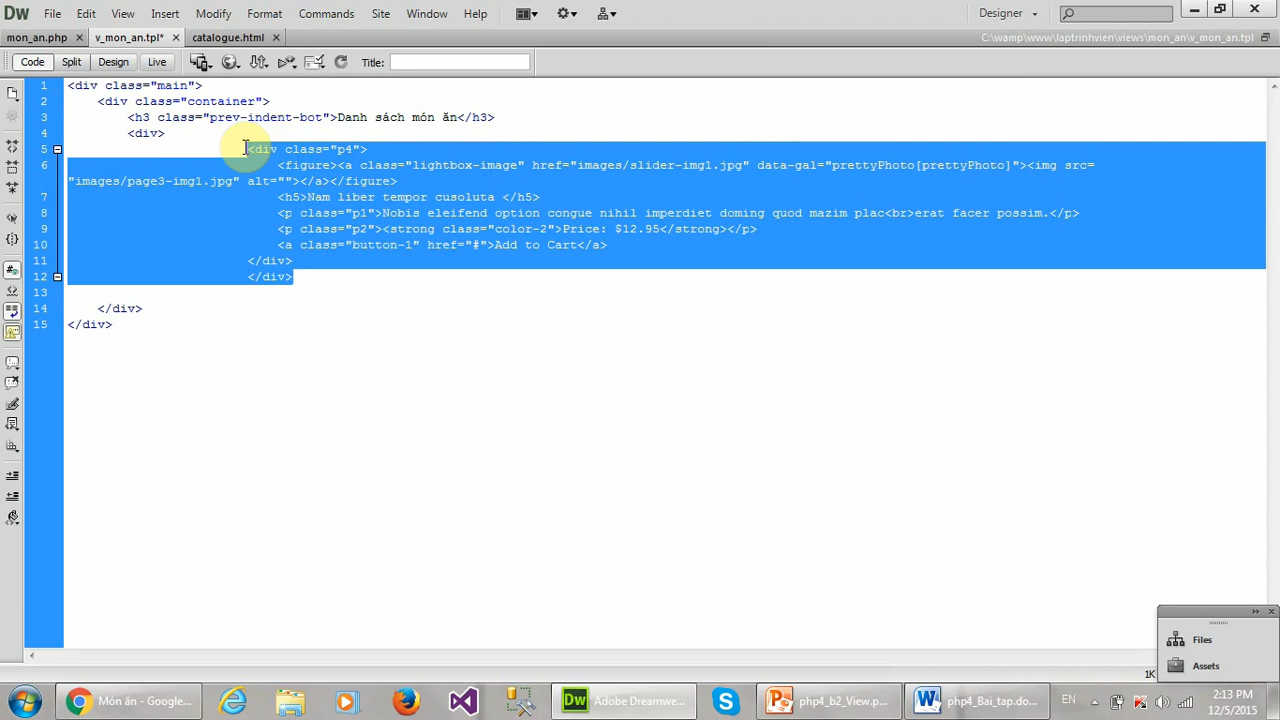 Dw File Edit View Insert Modify Format Commands Site Window Help Designer
mon_an.php × v_mon_an.tpl* × catalogue.html × C:\wamp\www\laptrinhvien\views\mon_an\v_mon_an.tpl
Code Split Design Live Title:
1 <div class="main">
2 <div class="container">
3 <h3 class="prev-indent-bot">Danh sách món ăn</h3>
4 <div>
5 <div class="p4">
6 <figure><a class="lightbox-image" href="images/slider-img1.jpg" data-gal="prettyPhoto[prettyPhoto]"><img src=
"images/page3-img1.jpg" alt=""></a></figure>
7 <h5>Nam liber tempor cusoluta </h5>
8 <p class="p1">Nobis eleifend option congue nihil imperdiet doming quod mazim plac<br>erat facer possim.</p>
9 <p class="p2"><strong class="color-2">Price: $12.95</strong></p>
10 <a class="button-1" href="#">Add to Cart</a>
11 </div>
12 </div>
13
14 </div>
15 </div>
Files
Assets
1K
Món ăn - Google... Dw Adobe Dreamwe... php4_b2_View.p... php4_Bai_tap.do... EN 2:13 PM
12/5/2015